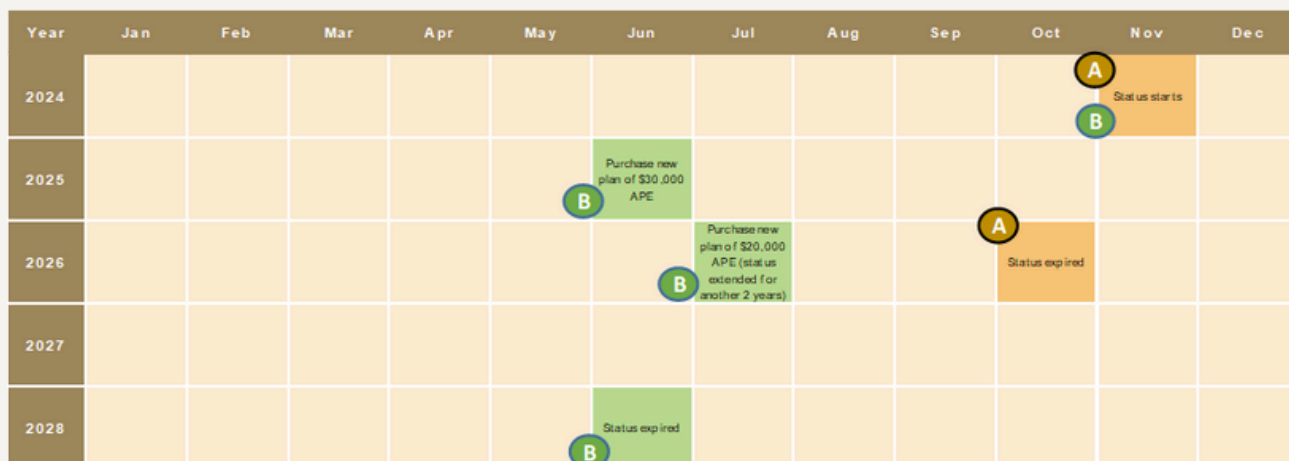 Year Jan Feb Mar Apr May Jun Jul Aug Sep Oct Nov Dec
2024
A
Status starts
B
2025
Purchase new
plan of $30,000
APE
B
2026
Purchase new
plan of $20,000
APE (status
extended for
another 2 years)
B
A
Status expired
2027
2028
Status expired
B